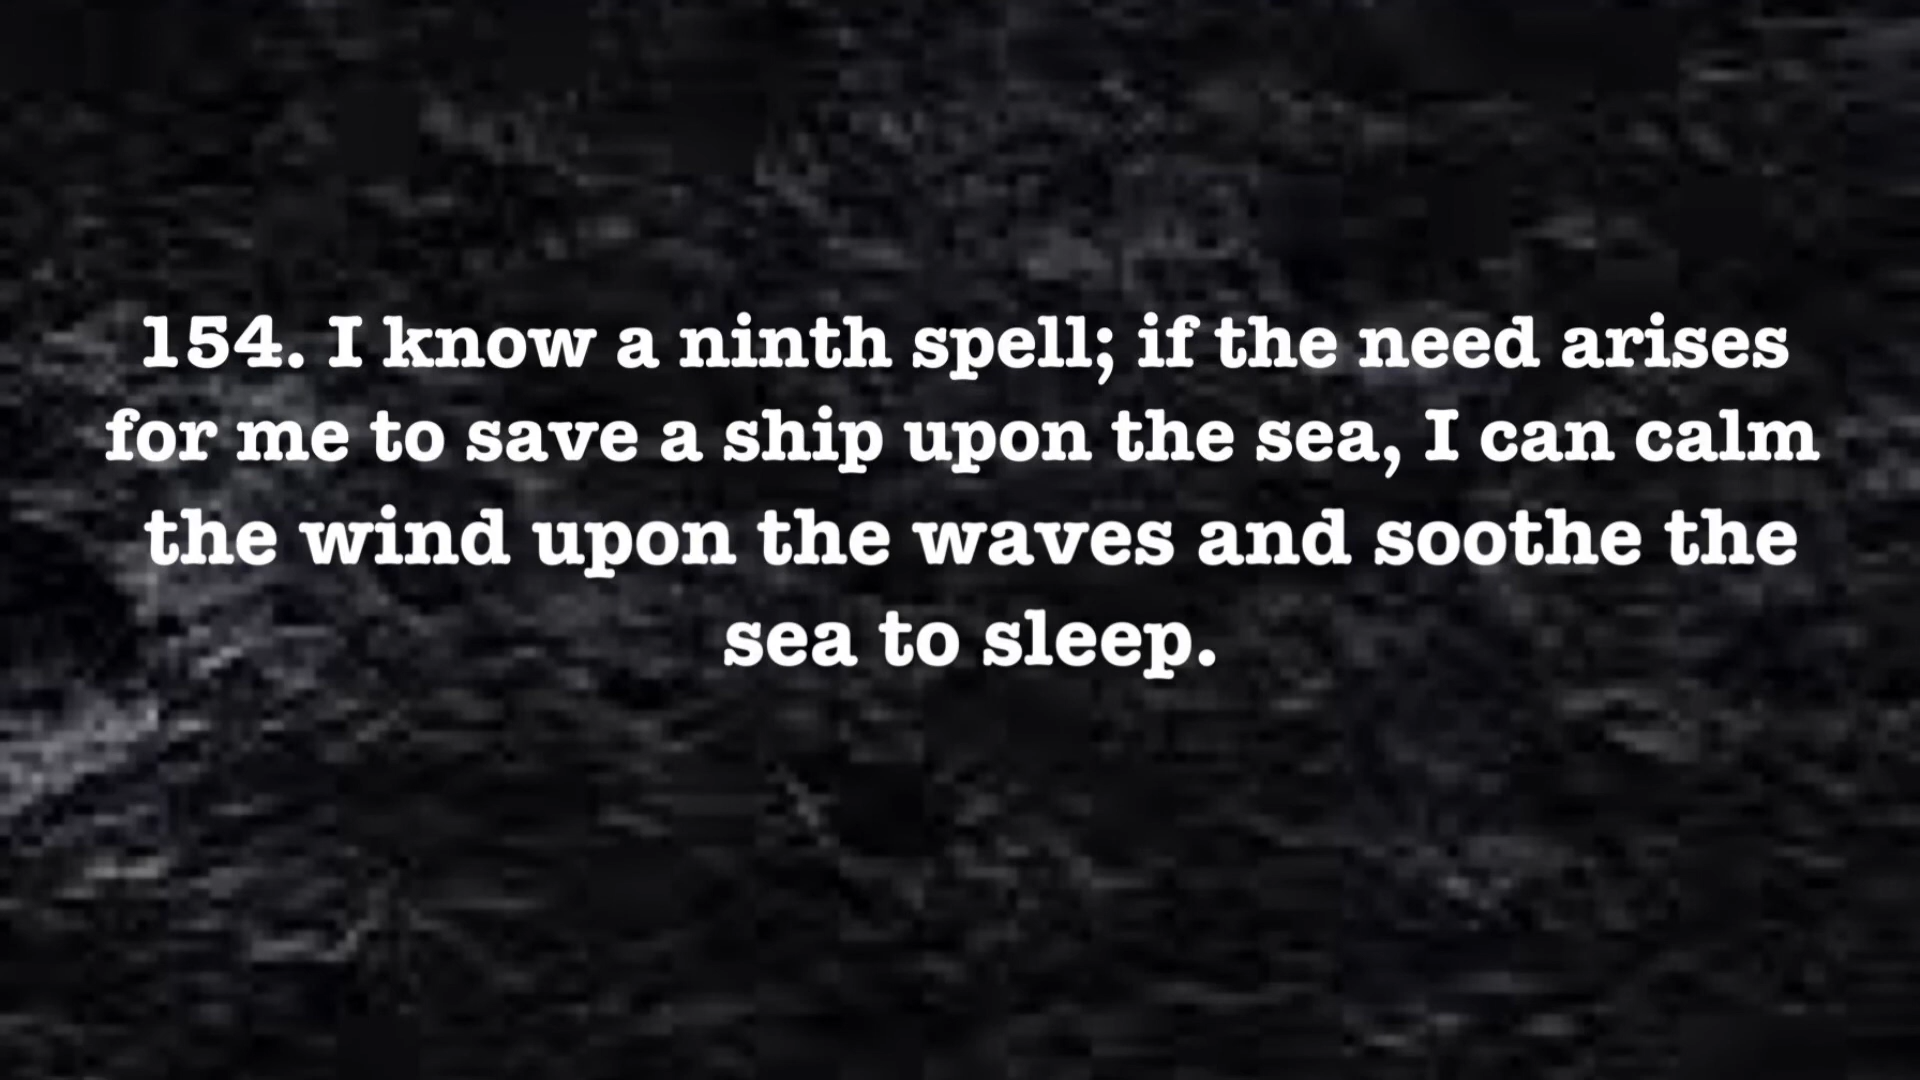 154. I know a ninth spell; if the need arises
for me to save a ship upon the sea, I can calm
the wind upon the waves and soothe the
sea to sleep.